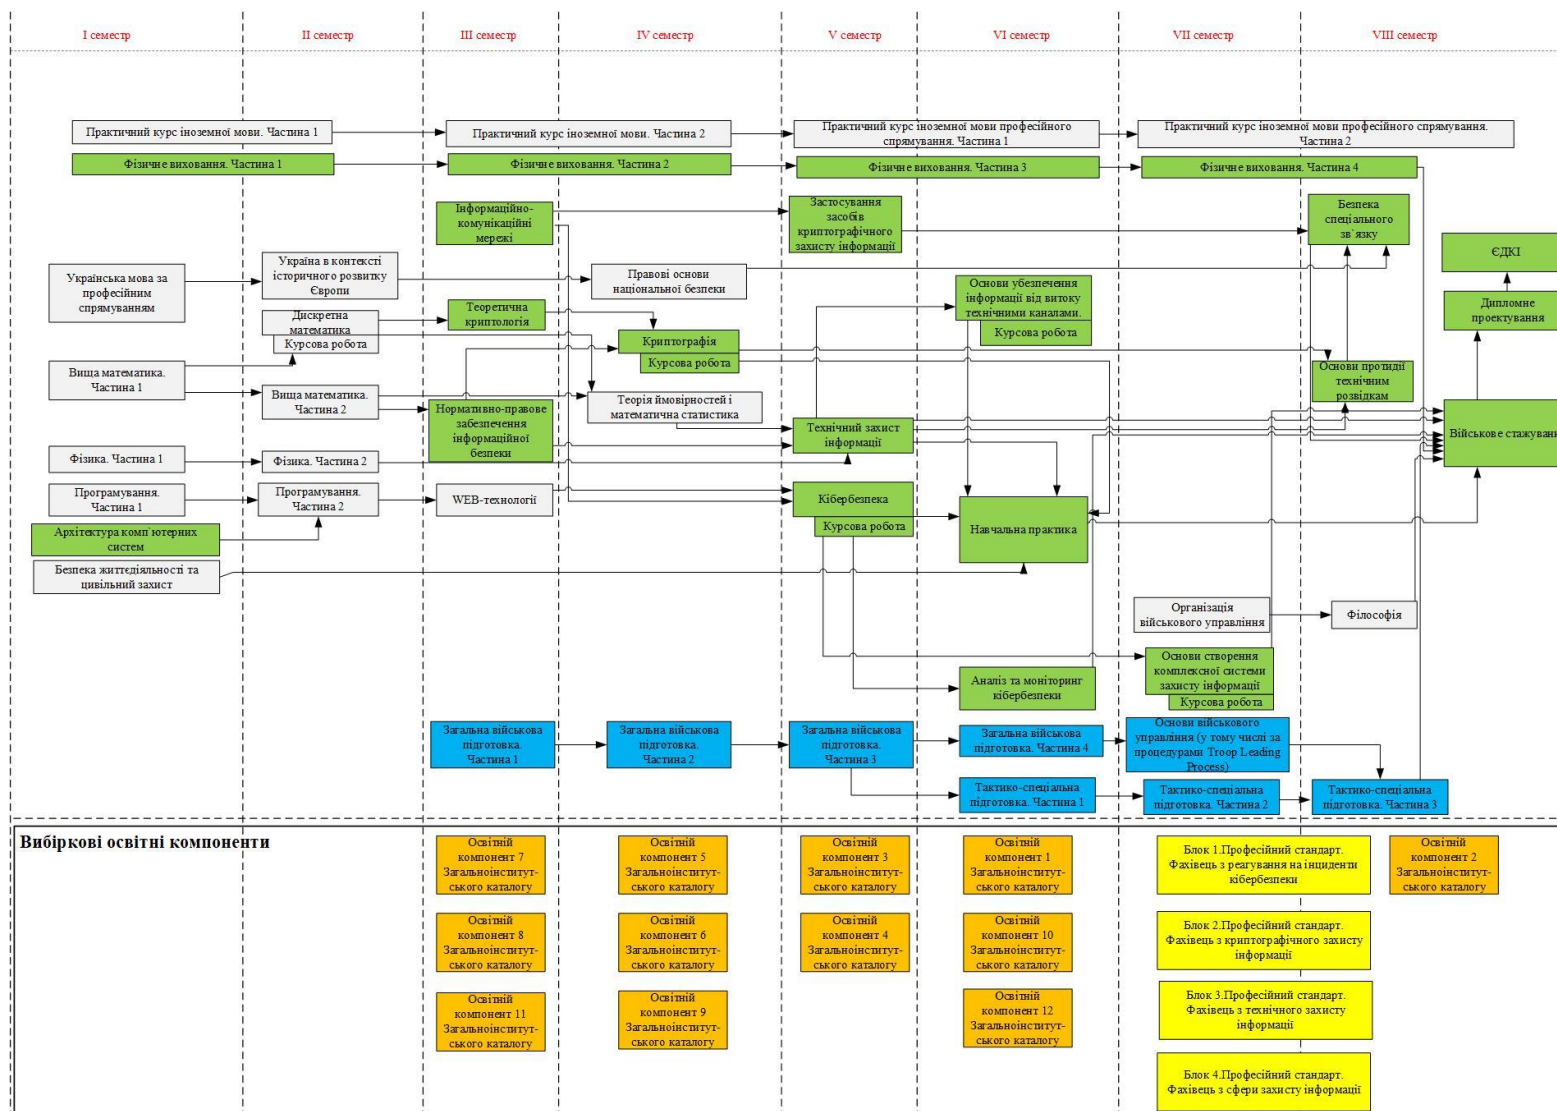 I семестр
II семестр
III семестр
IV семестр
V семестр
VI семестр
VII семестр
VIII семестр
Практичний курс іноземної мови. Частина 1
Практичний курс іноземної мови. Частина 2
Практичний курс іноземної мови професійного
спрямування. Частина 1
Практичний курс іноземної мови професійного спрямування.
Частина 2
Фізичне виховання. Частина 1
Фізичне виховання. Частина 2
Фізичне виховання. Частина 3
Фізичне виховання. Частина 4
Інформаційно-
комунікаційні
мережі
Застосування
засобів
криптографічного
захисту інформації
Безпека
спеціального
зв`язку
Українська мова за
професійним
спрямуванням
Україна в контексті
історичного розвитку
Європи
Правові основи
національної безпеки
Основи убезпечення
інформації від витоку
технічними каналами.
Курсова робота
ЄДКІ
Дипломне
проектування
Дискретна
математика
Курсова робота
Теоретична
криптологія
Криптографія
Курсова робота
Вища математика.
Частина 1
Вища математика.
Частина 2
Нормативно-правове
забезпечення
інформаційної
безпеки
Теорія ймовірностей і
математична статистика
Технічний захист
інформації
Основи протидії
технічним
розвідкам
Військове стажування
Фізика. Частина 1
Фізика. Частина 2
Програмування.
Частина 1
Програмування.
Частина 2
WEB-технології
Кібербезпека
Курсова робота
Навчальна практика
Архітектура комп`ютерних
систем
Безпека життєдіяльності та
цивільний захист
Організація
військового управління
Філософія
Аналіз та моніторинг
кібербезпеки
Основи створення
комплексної системи
захисту інформації
Курсова робота
Загальна військова
підготовка.
Частина 1
Загальна військова
підготовка.
Частина 2
Загальна військова
підготовка.
Частина 3
Загальна військова
підготовка. Частина 4
Основи військового
управління (у тому числі за
процедурами Troop Leading
Process)
Тактико-спеціальна
підготовка. Частина 1
Тактико-спеціальна
підготовка. Частина 2
Тактико-спеціальна
підготовка. Частина 3
Вибіркові освітні компоненти
Освітній
компонент 7
Загальноінститут-
ського каталогу
Освітній
компонент 5
Загальноінститут-
ського каталогу
Освітній
компонент 3
Загальноінститут-
ського каталогу
Освітній
компонент 1
Загальноінститут-
ського каталогу
Блок 1.Професійний стандарт.
Фахівець з реагування на інциденти
кібербезпеки
Освітній
компонент 2
Загальноінститут-
ського каталогу
Освітній
компонент 8
Загальноінститут-
ського каталогу
Освітній
компонент 6
Загальноінститут-
ського каталогу
Освітній
компонент 4
Загальноінститут-
ського каталогу
Освітній
компонент 10
Загальноінститут-
ського каталогу
Блок 2.Професійний стандарт.
Фахівець з криптографічного захисту
інформації
Освітній
компонент 11
Загальноінститут-
ського каталогу
Освітній
компонент 9
Загальноінститут-
ського каталогу
Освітній
компонент 12
Загальноінститут-
ського каталогу
Блок 3.Професійний стандарт.
Фахівець з технічного захисту
інформації
Блок 4.Професійний стандарт.
Фахівець з сфери захисту інформації